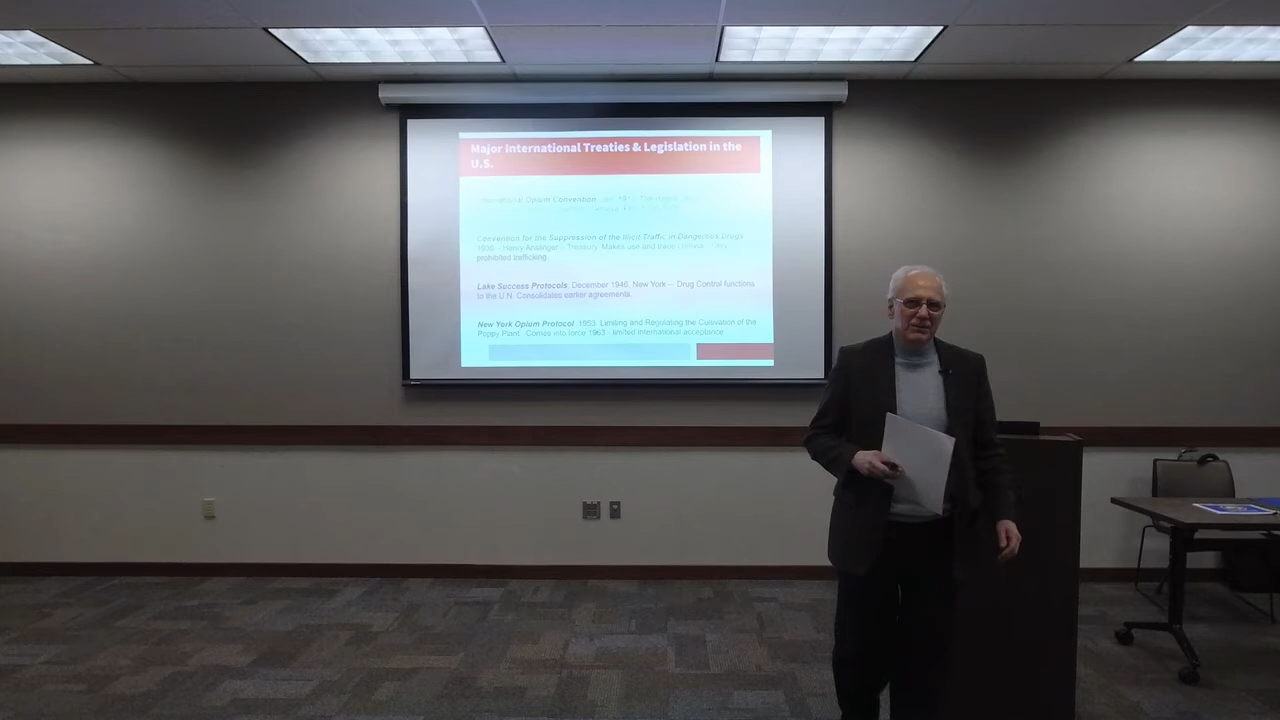 Major International Treaties & Legislation in the
U.S.
International Opium Convention
Convention for the Suppression of the Illicit Traffic in Dangerous Drugs
1936 - Henry Anslinger - Treasury. Makes use and trade
prohibited trafficking.
Lake Success Protocols, December 1946, New York -- Drug Control functions
to the U.N. Consolidates earlier agreements.
New York Opium Protocol 1953. Limiting and Regulating the Cultivation of the
Poppy Plant. Comes into force 1963 - limited international acceptance.